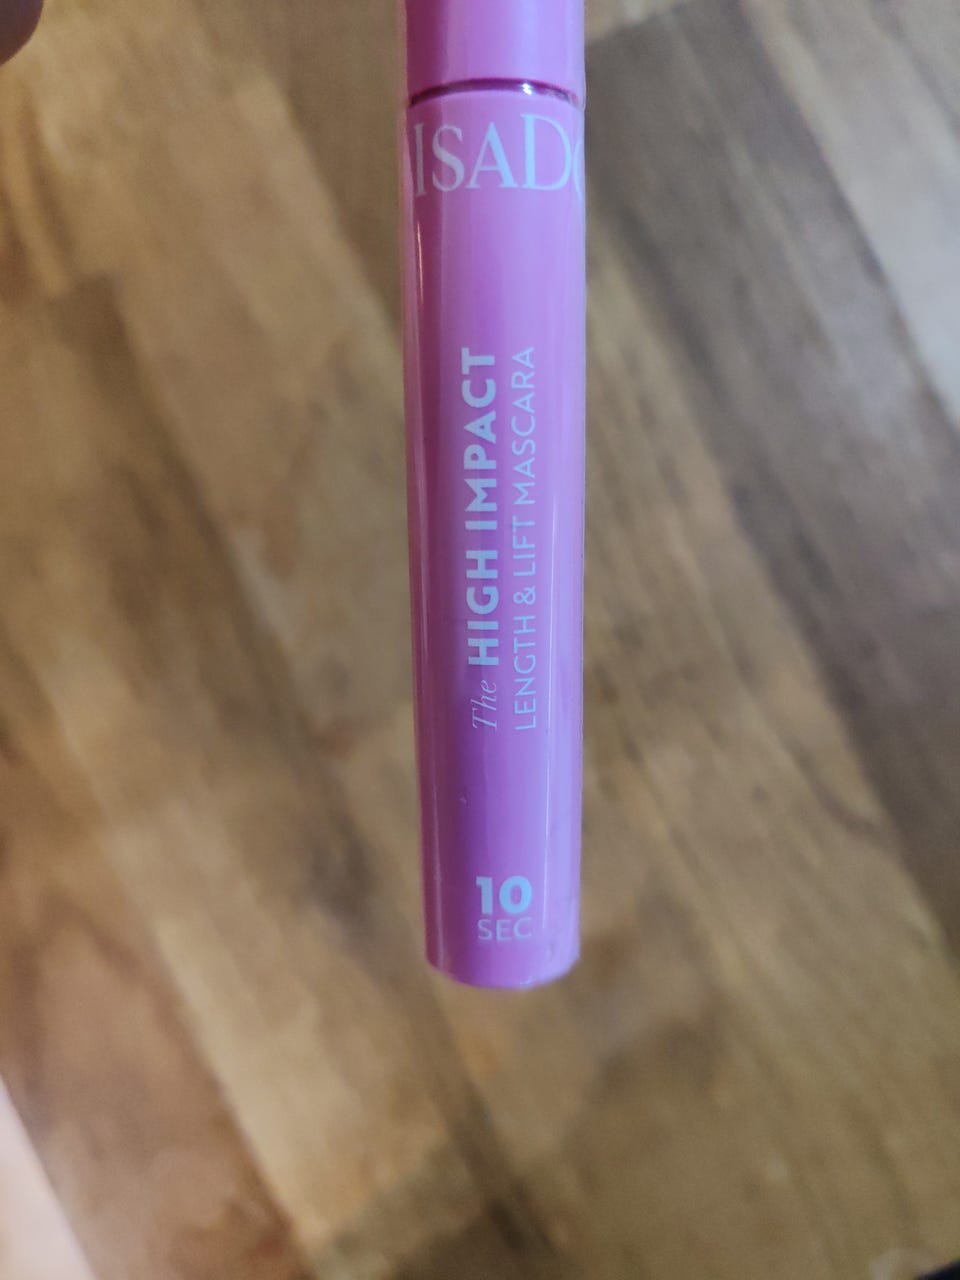 ISADO
The HIGH IMPACT
LENGTH & LIFT MASCARA
10
SEC